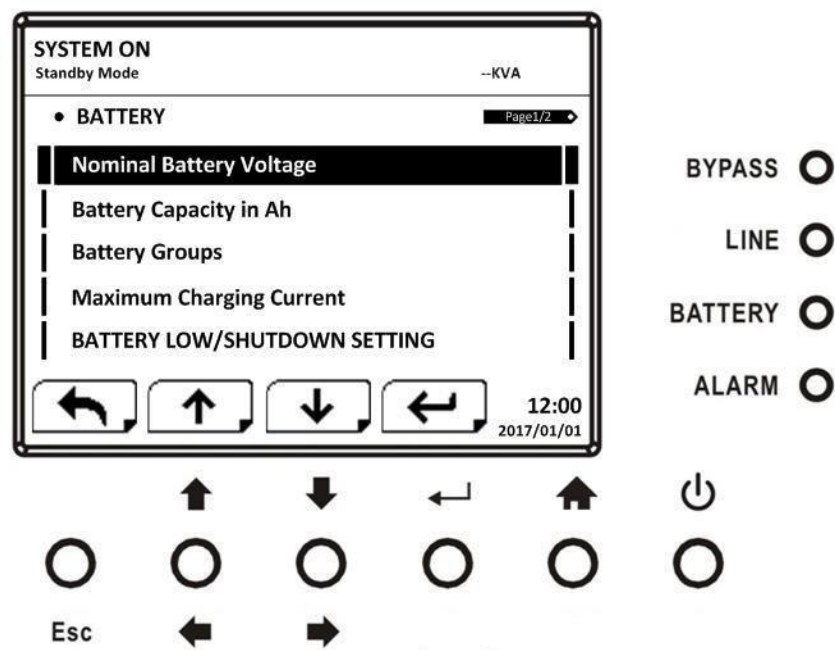 SYSTEM ON
Standby Mode --KVA
• BATTERY Page1/2
Nominal Battery Voltage
Battery Capacity in Ah
Battery Groups
Maximum Charging Current
BATTERY LOW/SHUTDOWN SETTING
12:00
2017/01/01
BYPASS
LINE
BATTERY
ALARM
Esc